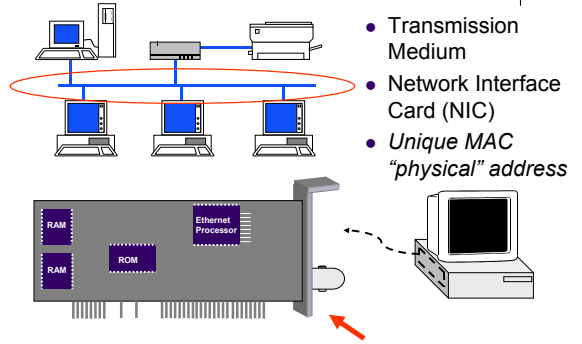 • Transmission
Medium
• Network Interface
Card (NIC)
• Unique MAC
“physical” address
RAM
Ethernet
Processor
ROM
RAM